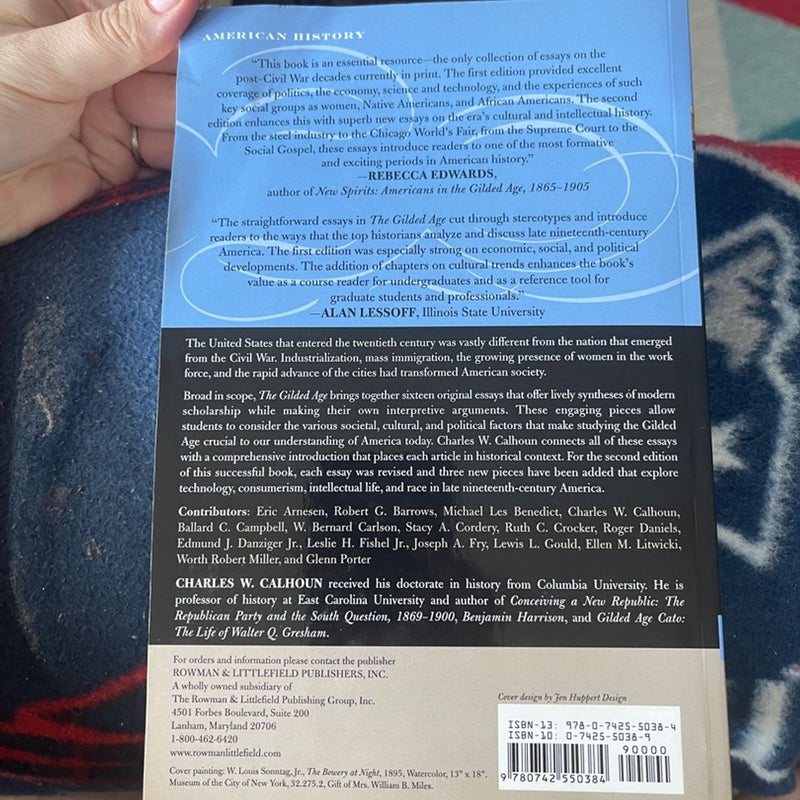 AMERICAN HISTORY
"This book is an essential resource—the only collection of essays on the
post-Civil War decades currently in print. The first edition provided excellent
coverage of politics, the economy, science and technology, and the experiences of such
key social groups as women, Native Americans, and African Americans. The second
edition enhances this with superb new essays on the era's cultural and intellectual history.
From the steel industry to the Chicago World's Fair, from the Supreme Court to the
Social Gospel, these essays introduce readers to one of the most formative
and exciting periods in American history."
—REBECCA EDWARDS,
author of New Spirits: Americans in the Gilded Age, 1865-1905
"The straightforward essays in The Gilded Age cut through stereotypes and introduce
readers to the ways that the top historians analyze and discuss late nineteenth-century
America. The first edition was especially strong on economic, social, and political
developments. The addition of chapters on cultural trends enhances the book's
value as a course reader for undergraduates and as a reference tool for
graduate students and professionals."
—ALAN LESSOFF, Illinois State University
The United States that entered the twentieth century was vastly different from the nation that emerged
from the Civil War. Industrialization, mass immigration, the growing presence of women in the work
force, and the rapid advance of the cities had transformed American society.
Broad in scope, The Gilded Age brings together sixteen original essays that offer lively syntheses of modern
scholarship while making their own interpretive arguments. These engaging pieces allow
students to consider the various societal, cultural, and political factors that make studying the Gilded
Age crucial to our understanding of America today. Charles W. Calhoun connects all of these essays
with a comprehensive introduction that places each article in historical context. For the second edition
of this successful book, each essay was revised and three new pieces have been added that explore
technology, consumerism, intellectual life, and race in late nineteenth-century America.
Contributors: Eric Arnesen, Robert G. Barrows, Michael Les Benedict, Charles W. Calhoun,
Ballard C. Campbell, W. Bernard Carlson, Stacy A. Cordery, Ruth C. Crocker, Roger Daniels,
Edmund J. Danziger Jr., Leslie H. Fishel Jr., Joseph A. Fry, Lewis L. Gould, Ellen M. Litwicki,
Worth Robert Miller, and Glenn Porter
CHARLES W. CALHOUN received his doctorate in history from Columbia University. He is
professor of history at East Carolina University and author of Conceiving a New Republic: The
Republican Party and the South Question, 1869–1900, Benjamin Harrison, and Gilded Age Cato:
The Life of Walter Q. Gresham.
For orders and information please contact the publisher
ROWMAN & LITTLEFIELD PUBLISHERS, INC.
A wholly owned subsidiary of
The Rowman & Littlefield Publishing Group, Inc.
4501 Forbes Boulevard, Suite 200
Lanham, Maryland 20706
1-800-462-6420
www.rowmanlittlefield.com
Cover painting: W. Louis Sonntag, Jr., The Bowery at Night, 1895, Watercolor, 13" x 18".
Museum of the City of New York, 32.275.2, Gift of Mrs. William B. Miles.
Cover design by Jen Huppert Design
ISBN-13: 978-0-7425-5038-4
ISBN-10: 0-7425-5038-9
90000
9 780742 550384